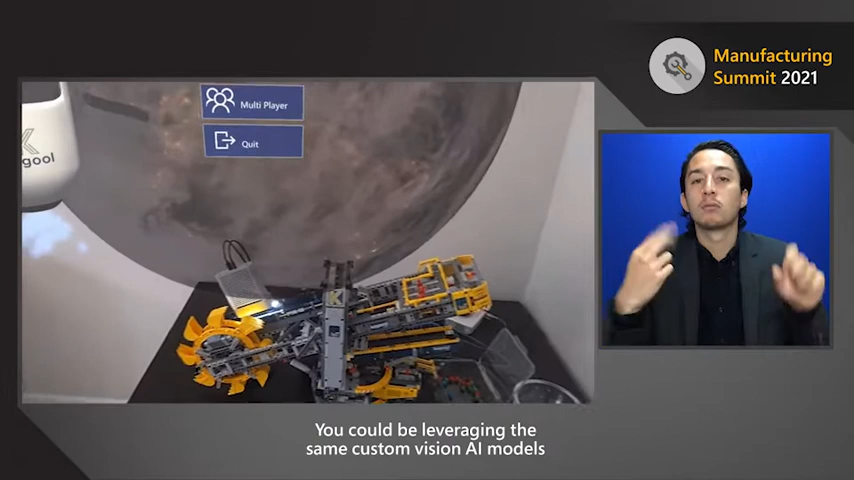 Manufacturing
Summit 2021
Multi Player
Quit
K
gool
K
You could be leveraging the
same custom vision AI models